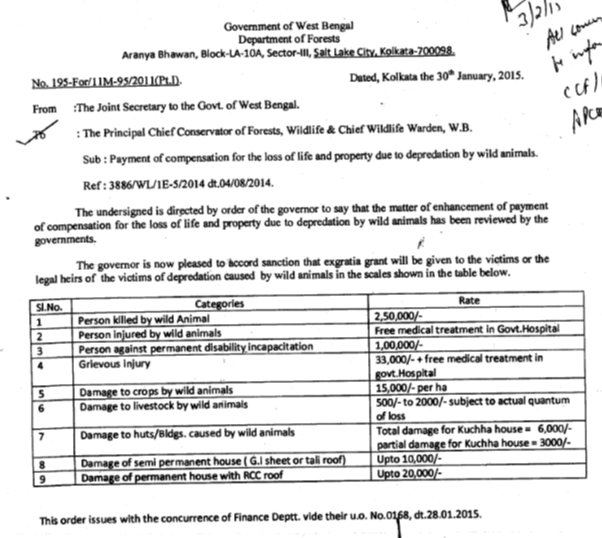 3/2/15
All concer
be infor
CCF/
APCC
Government of West Bengal
Department of Forests
Aranya Bhawan, Block-LA-10A, Sector-III, Salt Lake City, Kolkata-700098.
No. 195-For/11M-95/2011(Pt.I). Dated, Kolkata the 30th January, 2015.
From :The Joint Secretary to the Govt. of West Bengal.
To : The Principal Chief Conservator of Forests, Wildlife & Chief Wildlife Warden, W.B.
Sub : Payment of compensation for the loss of life and property due to depredation by wild animals.
Ref : 3886/WL/1E-5/2014 dt.04/08/2014.
The undersigned is directed by order of the governor to say that the matter of enhancement of payment
of compensation for the loss of life and property due to depredation by wild animals has been reviewed by the
governments.
The governor is now pleased to accord sanction that exgratia grant will be given to the victims or the
legal heirs of the victims of depredation caused by wild animals in the scales shown in the table below.
Sl.No. Categories Rate
1 Person killed by wild Animal 2,50,000/-
2 Person injured by wild animals Free medical treatment in Govt.Hospital
3 Person against permanent disability incapacitation 1,00,000/-
4 Grievous injury 33,000/- + free medical treatment in
govt.Hospital
5 Damage to crops by wild animals 15,000/- per ha
6 Damage to livestock by wild animals 500/- to 2000/- subject to actual quantum
of loss
7 Damage to huts/Bldgs. caused by wild animals Total damage for Kuchha house = 6,000/-
partial damage for Kuchha house = 3000/-
8 Damage of semi permanent house ( G.I sheet or tali roof) Upto 10,000/-
9 Damage of permanent house with RCC roof Upto 20,000/-
This order issues with the concurrence of Finance Deptt. vide their u.o. No.0168, dt.28.01.2015.